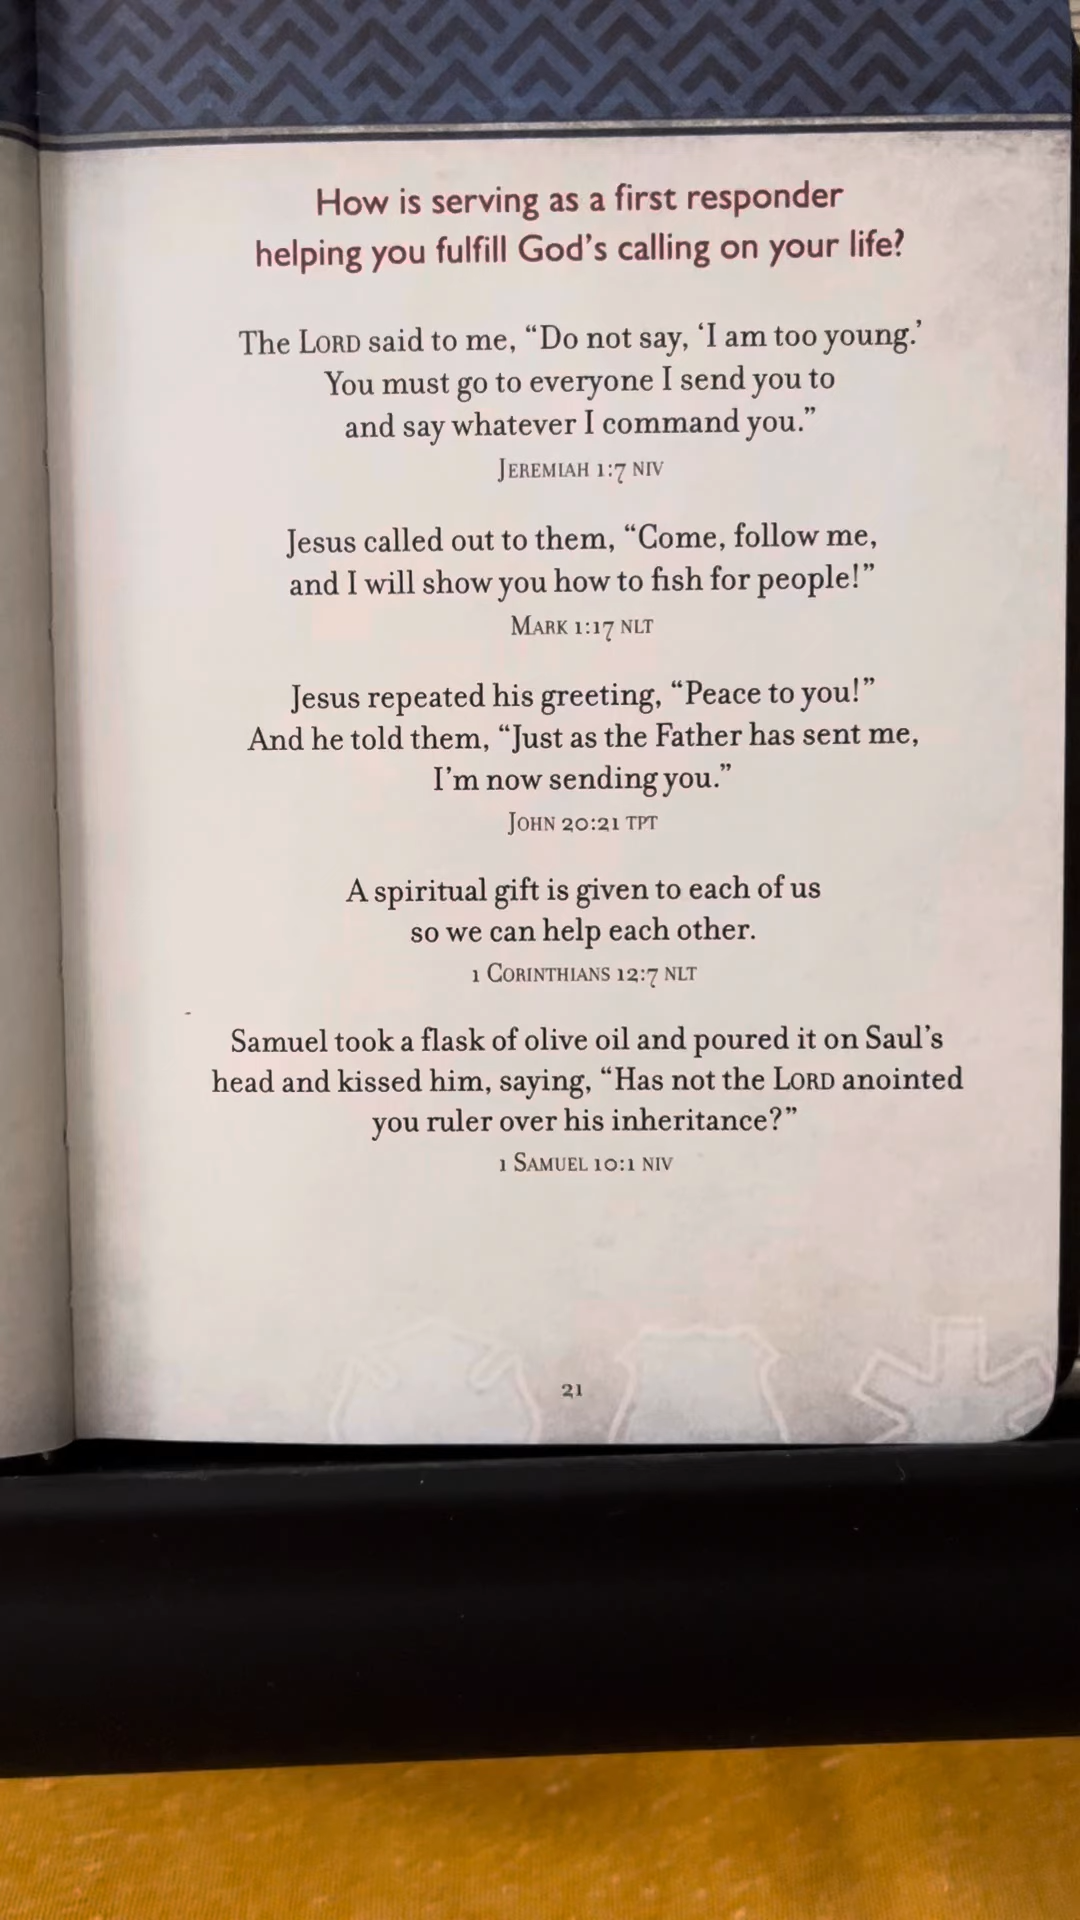 How is serving as a first responder
helping you fulfill God's calling on your life?
The LORD said to me, “Do not say, ‘I am too young.’
You must go to everyone I send you to
and say whatever I command you.”
JEREMIAH 1:7 NIV
Jesus called out to them, “Come, follow me,
and I will show you how to fish for people!”
MARK 1:17 NLT
Jesus repeated his greeting, “Peace to you!”
And he told them, “Just as the Father has sent me,
I’m now sending you.”
JOHN 20:21 TPT
A spiritual gift is given to each of us
so we can help each other.
1 CORINTHIANS 12:7 NLT
Samuel took a flask of olive oil and poured it on Saul’s
head and kissed him, saying, “Has not the LORD anointed
you ruler over his inheritance?”
1 SAMUEL 10:1 NIV
21